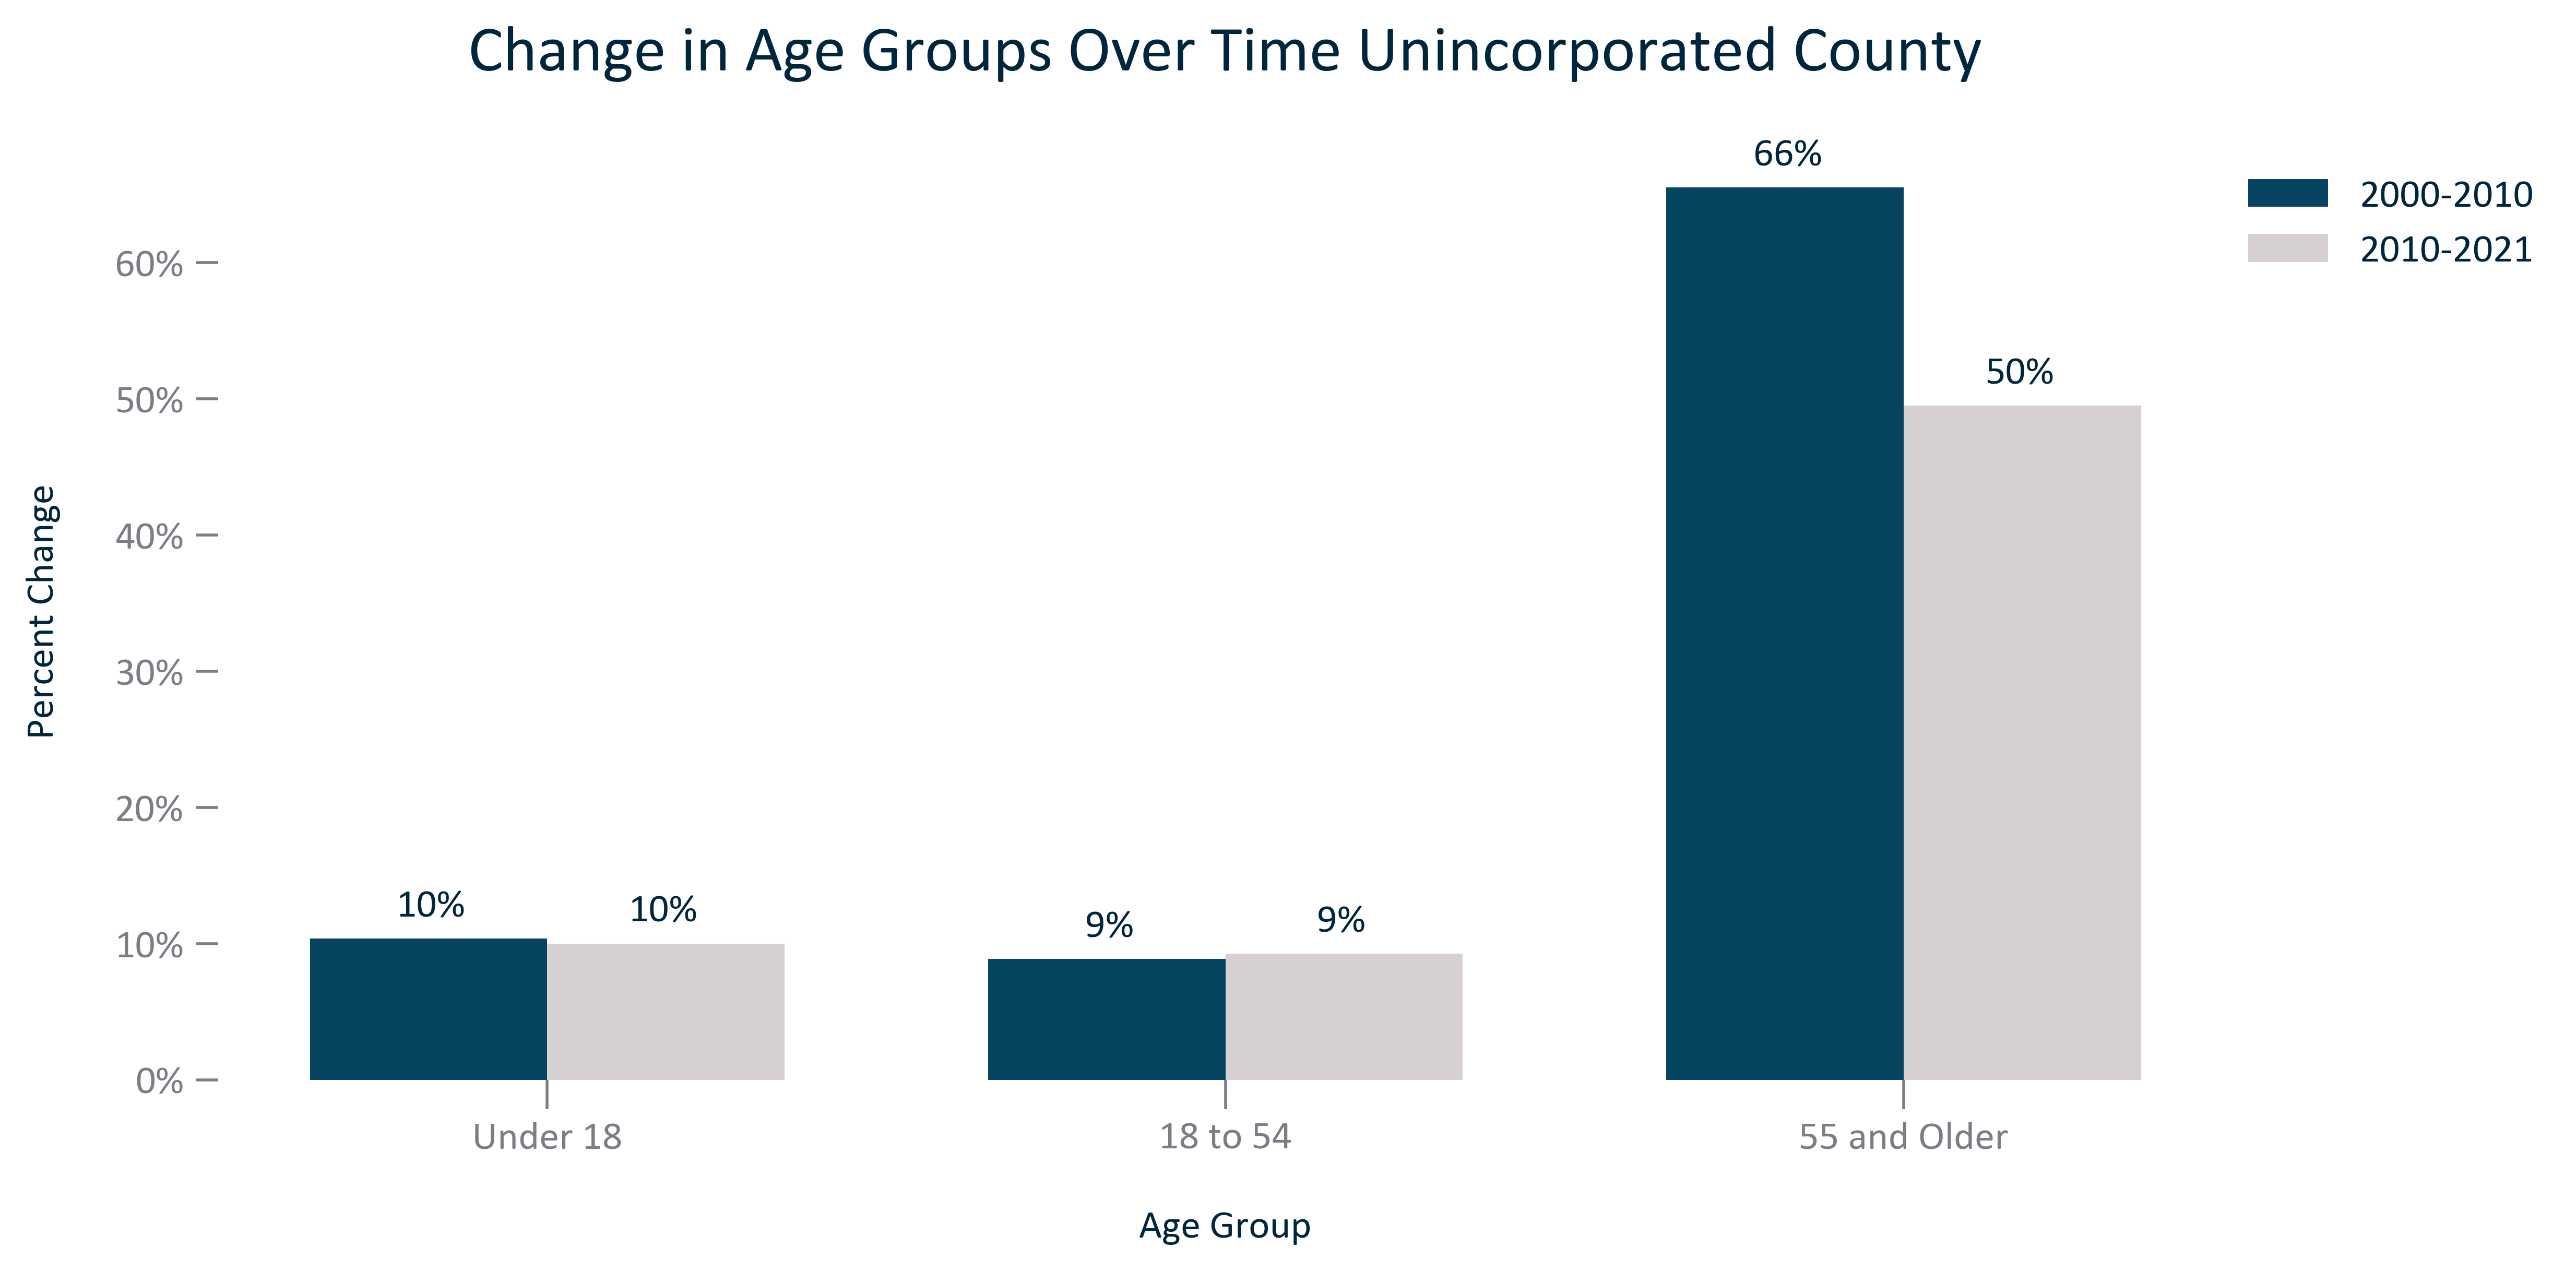 Change in Age Groups Over Time Unincorporated County
66%
2000-2010
2010-2021
60%
50%
50%
40%
30%
20%
10%
0%
Percent Change
10%
10%
9%
9%
Under 18
18 to 54
55 and Older
Age Group